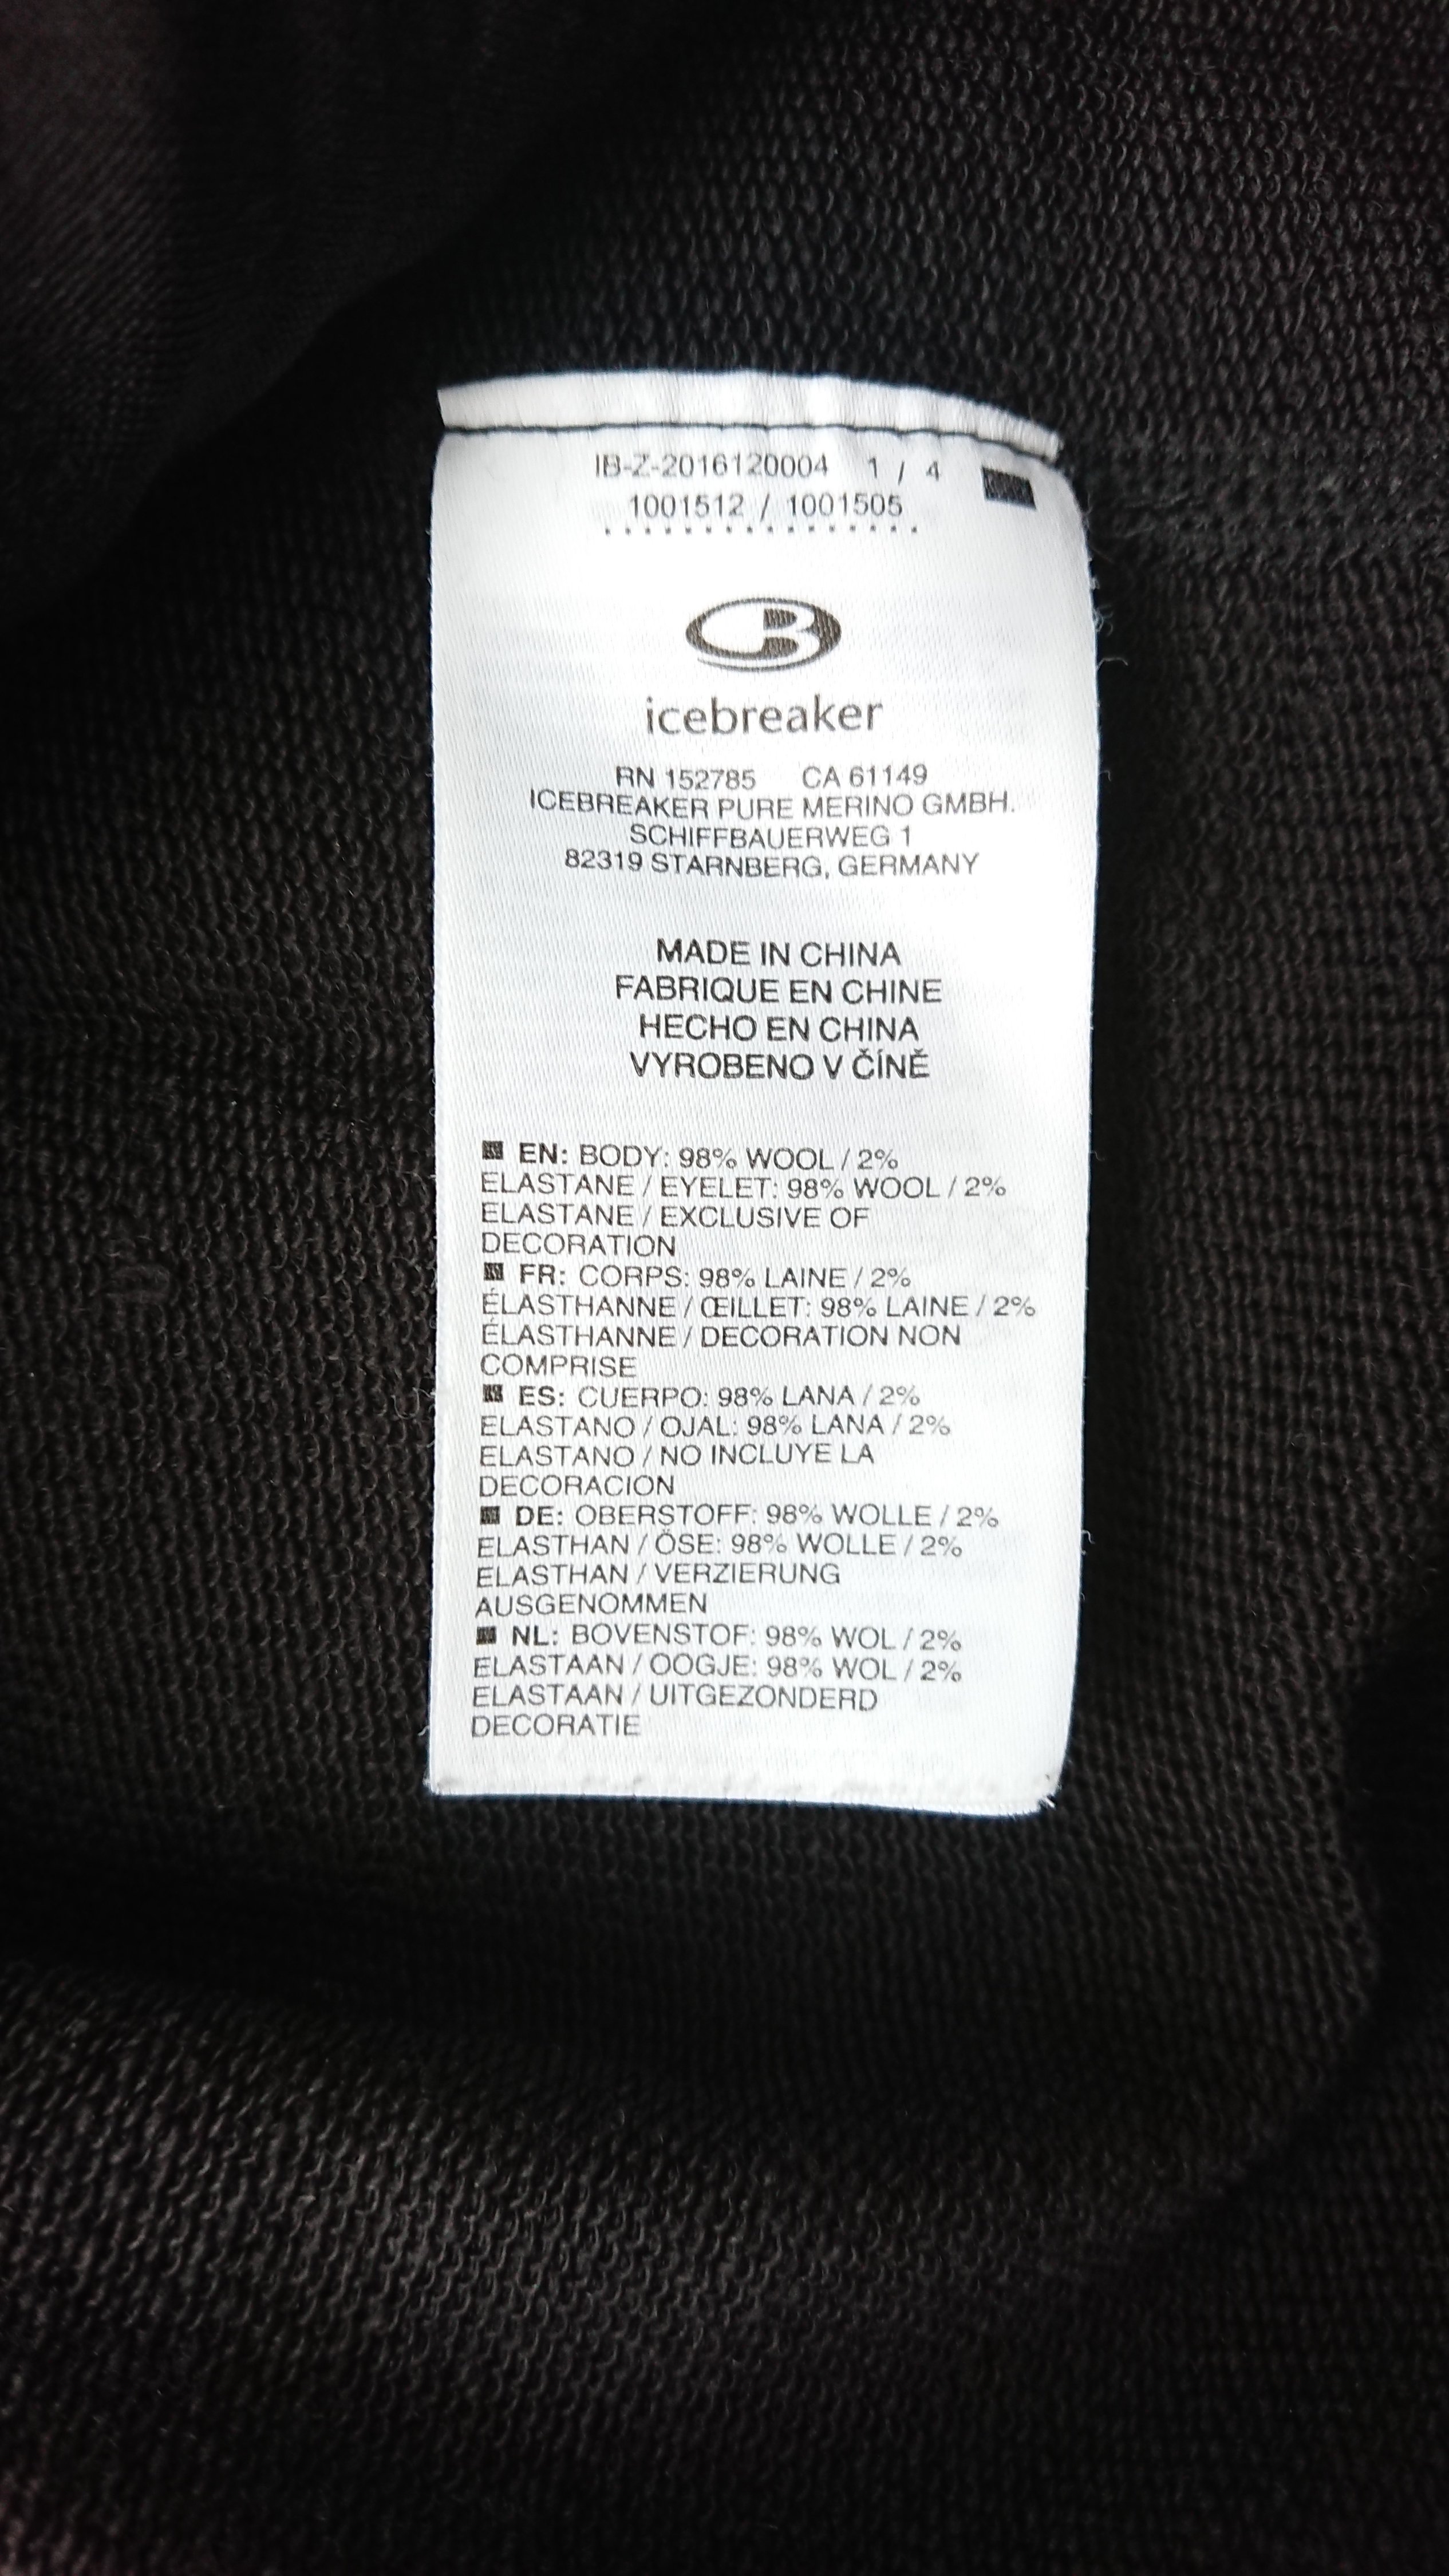 IB-Z-2016120004 1 / 4
1001512 / 1001505
icebreaker
RN 152785 CA 61149
ICEBREAKER PURE MERINO GMBH.
SCHIFFBAUERWEG 1
82319 STARNBERG, GERMANY
MADE IN CHINA
FABRIQUE EN CHINE
HECHO EN CHINA
VYROBENO V ČÍNĚ
EN: BODY: 98% WOOL / 2%
ELASTANE / EYELET: 98% WOOL / 2%
ELASTANE / EXCLUSIVE OF
DECORATION
FR: CORPS: 98% LAINE / 2%
ÉLASTHANNE / ŒILLET: 98% LAINE / 2%
ÉLASTHANNE / DECORATION NON
COMPRISE
ES: CUERPO: 98% LANA / 2%
ELASTANO / OJAL: 98% LANA / 2%
ELASTANO / NO INCLUYE LA
DECORACION
DE: OBERSTOFF: 98% WOLLE / 2%
ELASTHAN / ÖSE: 98% WOLLE / 2%
ELASTHAN / VERZIERUNG
AUSGENOMMEN
NL: BOVENSTOF: 98% WOL / 2%
ELASTAAN / OOGJE: 98% WOL / 2%
ELASTAAN / UITGEZONDERD
DECORATIE